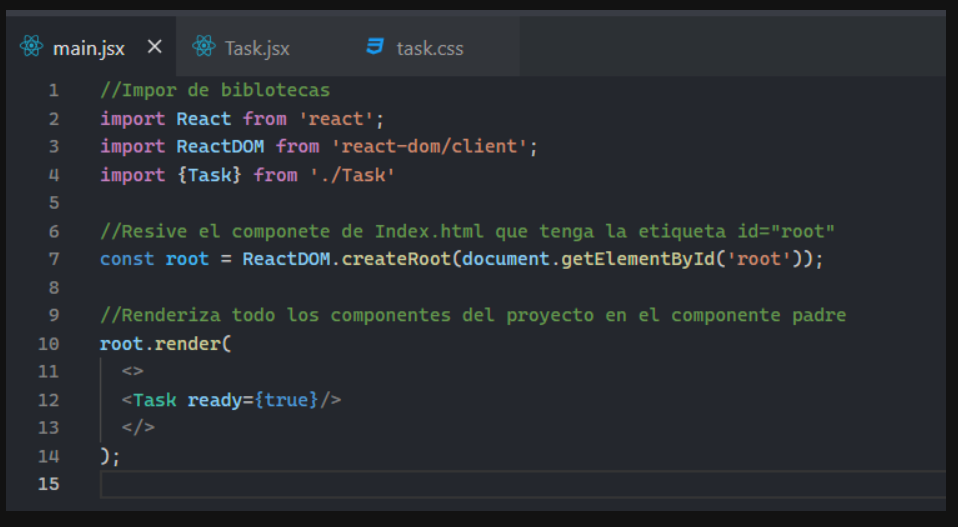 main.jsx × Task.jsx task.css
1 //Impor de biblotecas
2 import React from 'react';
3 import ReactDOM from 'react-dom/client';
4 import {Task} from './Task'
5
6 //Resive el componete de Index.html que tenga la etiqueta id="root"
7 const root = ReactDOM.createRoot(document.getElementById('root'));
8
9 //Renderiza todo los componentes del proyecto en el componente padre
10 root.render(
11 <>
12 <Task ready={true}/>
13 </>
14 );
15